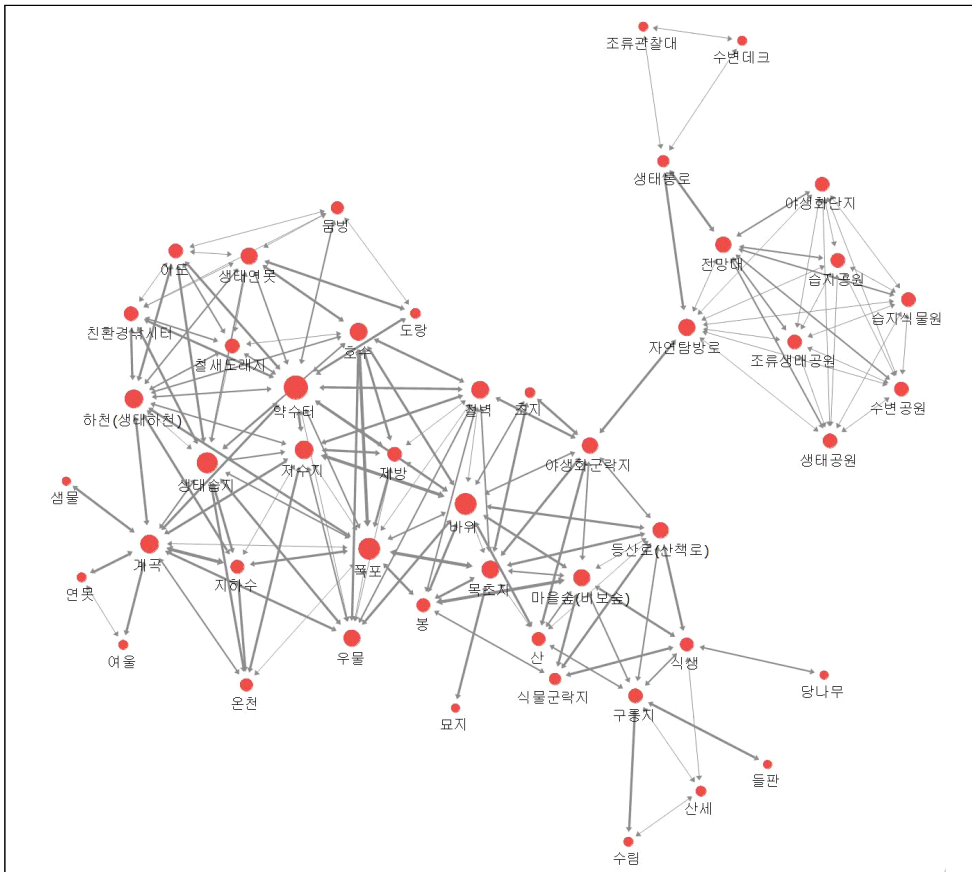 조류관찰대
수변데크
생태통로
야생화단지
둠벙
전망대
어도
생태연못
습지공원
습지식물원
친환경낚시터
도랑
자연탐방로
철새도래지
호수
조류생태공원
약수터
절벽
초지
수변공원
하천(생태하천)
생태공원
야생화군락지
저수지
제방
생태습지
샘물
바위
등산로(산책로)
계곡
폭포
지하수
목초지
마을숲(비보숲)
연못
봉
우물
산
식생
여울
온천
식물군락지
당나무
구릉지
묘지
들판
산세
수림